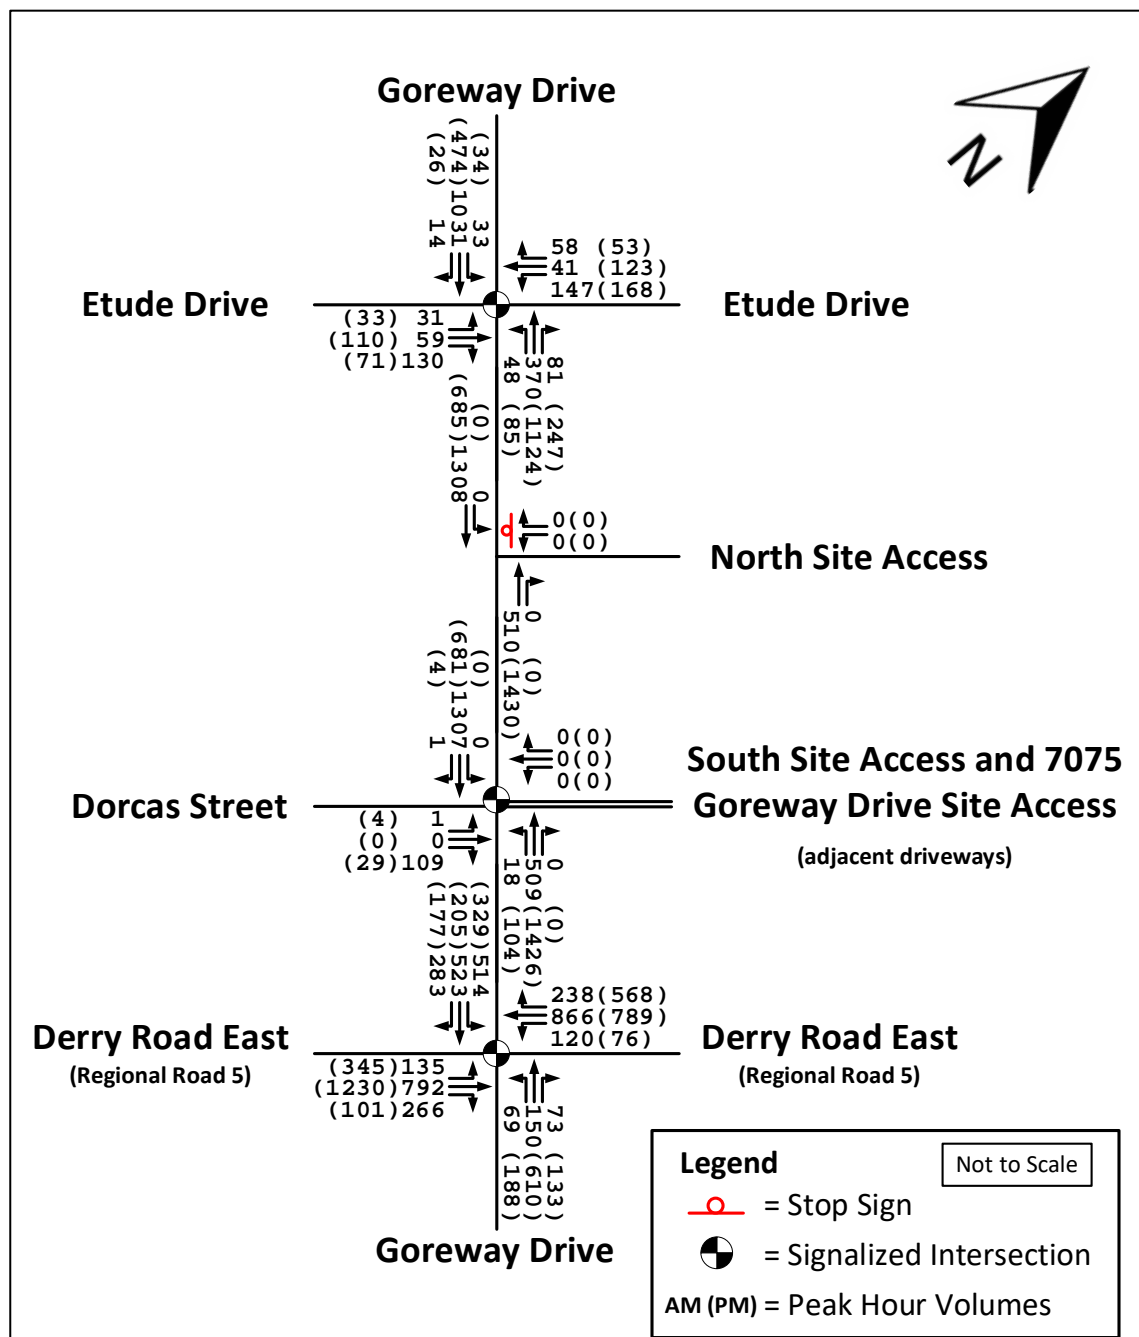 Goreway Drive
N
(34) 33
(474)1031
(26) 14
58 (53)
41 (123)
147(168)
Etude Drive
Etude Drive
(33) 31
(110) 59
(71)130
81 (247)
370(1124)
48 (85)
(0) 0
(685)1308
0(0)
0(0)
North Site Access
0 (0)
510(1430)
(0) 0
(681)1307
(4) 1
0(0)
0(0)
0(0)
South Site Access and 7075
Goreway Drive Site Access
(adjacent driveways)
Dorcas Street
(4) 1
(0) 0
(29)109
0 (0)
509(1426)
18 (104)
(329)514
(205)523
(177)283
238(568)
866(789)
120(76)
Derry Road East
(Regional Road 5)
Derry Road East
(Regional Road 5)
(345)135
(1230)792
(101)266
73 (133)
150(610)
69 (188)
Goreway Drive
Legend
Not to Scale
= Stop Sign
= Signalized Intersection
AM (PM) = Peak Hour Volumes